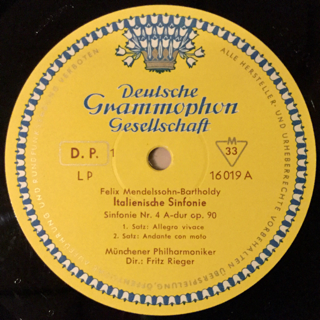 ALLE HERSTELLER- UND URHEBERRECHTE VORBEHALTEN
Deutsche
Grammophon
Gesellschaft
D. P. 1
M
33
LP
16019 A
Felix Mendelssohn-Bartholdy
Italienische Sinfonie
Sinfonie Nr. 4 A-dur op. 90
1. Satz: Allegro vivace
2. Satz: Andante con moto
Münchener Philharmoniker
Dir.: Fritz Rieger